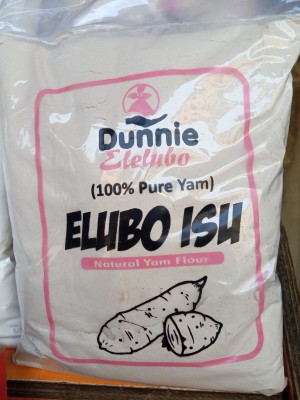 Dunnie
Elelubo
(100% Pure Yam)
ELUBO ISU
Natural Yam Flour